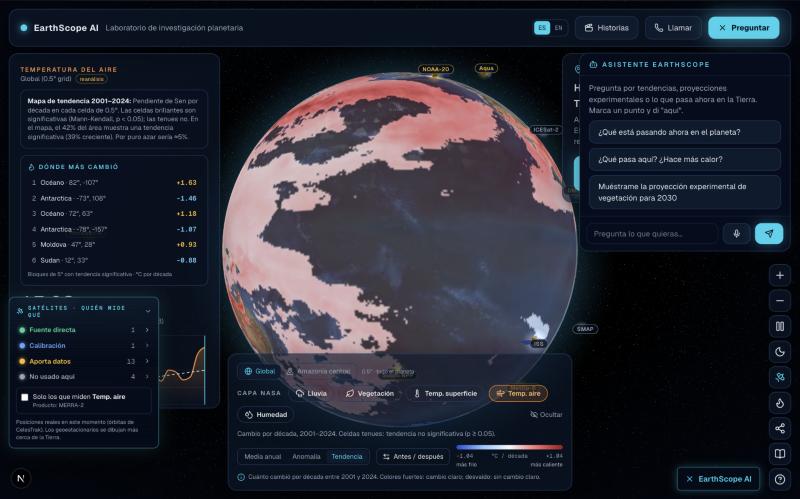 EarthScope AI Laboratorio de investigación planetaria
ES EN Historias Llamar Preguntar
TEMPERATURA DEL AIRE
Global (0.5° grid) reanálisis
Mapa de tendencia 2001–2024: Pendiente de Sen por
década en cada celda de 0.5°. Las celdas brillantes son
significativas (Mann-Kendall, p < 0.05); las tenues no. En
el mapa, el 42% del área muestra una tendencia
significativa (39% creciente). Por puro azar sería ≈5%.
DÓNDE MÁS CAMBIÓ
1 Océano · 82°, -107° +1.63
2 Antarctica · -73°, 108° -1.46
3 Océano · 72°, 63° +1.18
4 Antarctica · -78°, -157° -1.07
5 Moldova · 47°, 28° +0.93
6 Sudan · 12°, 33° -0.88
Bloques de 5° con tendencia significativa · °C por década
SATÉLITES · QUIÉN MIDE
QUÉ
Fuente directa 1
Calibración 1
Aporta datos 13
No usado aquí 4
Solo los que miden Temp. aire
Producto: MERRA-2
Posiciones reales en este momento (órbitas de
CelesTrak). Los geoestacionarios se dibujan más
cerca de la Tierra.
NOAA-20
Aqua
ICESat-2
SMAP
ISS
ASISTENTE EARTHSCOPE
Pregunta por tendencias, proyecciones
experimentales o lo que pasa ahora en la Tierra.
Marca un punto y di "aquí".
¿Qué está pasando ahora en el planeta?
¿Qué pasa aquí? ¿Hace más calor?
Muéstrame la proyección experimental de
vegetación para 2030
Pregunta lo que quieras...
Global Amazonía central 0.5° · todo el planeta
CAPA NASA Lluvia Vegetación Temp. superficie Temp. aire
Humedad Ocultar
Cambio por década, 2001–2024. Celdas tenues: tendencia no significativa (p ≥ 0.05).
Media anual Anomalía Tendencia Antes / después
-1.04 °C / década +1.04
más frío más caliente
Cuánto cambió por década entre 2001 y 2024. Colores fuertes: cambio claro; desvaído: sin cambio claro.
EarthScope AI
N